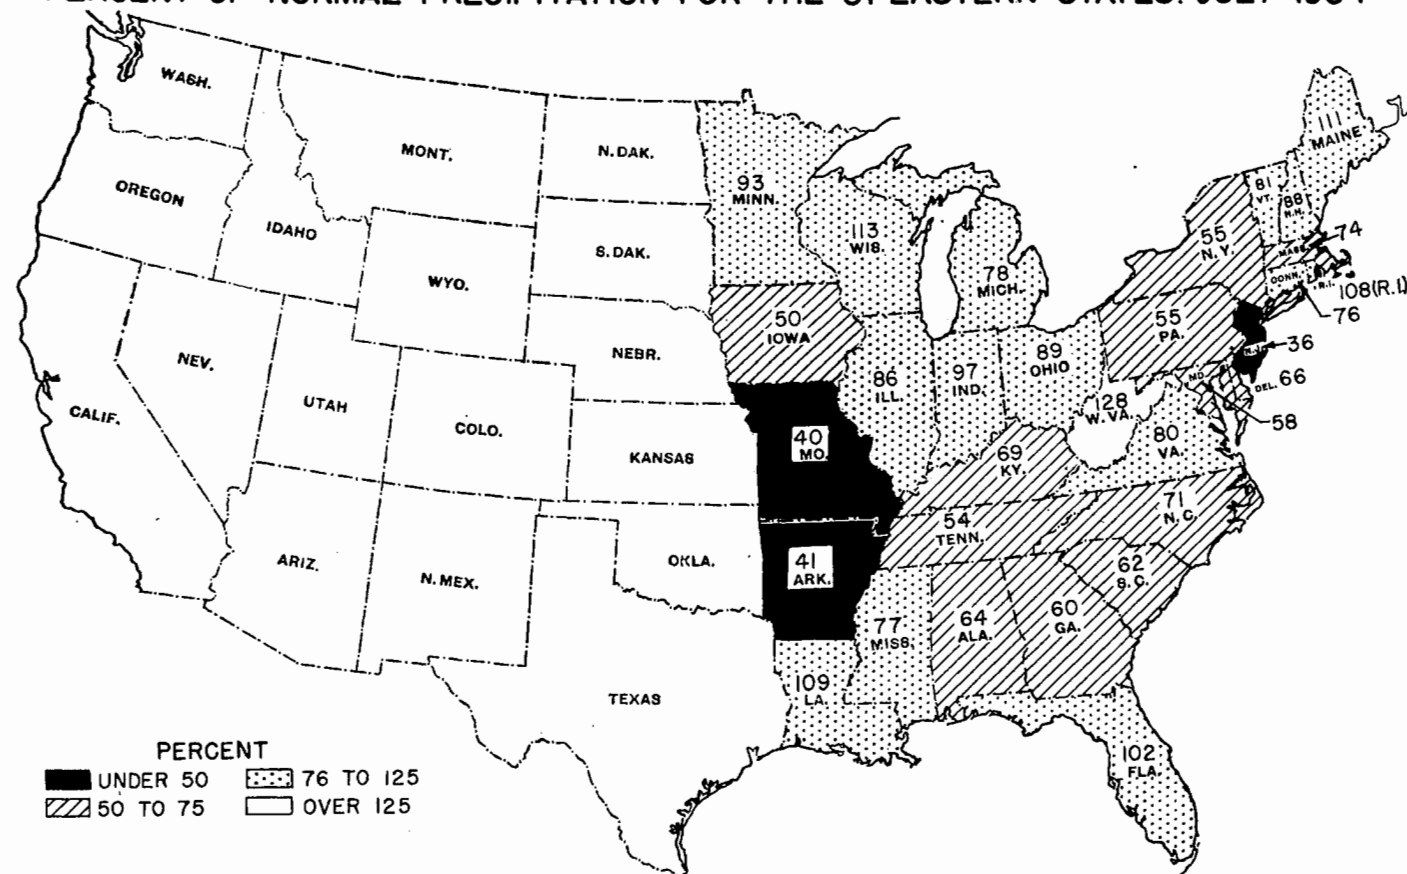 WASH.
MONT.
N. DAK.
OREGON
IDAHO
S. DAK.
WYO.
NEV.
UTAH
NEBR.
CALIF.
COLO.
KANSAS
ARIZ.
N. MEX.
OKLA.
TEXAS
93
MINN.
113
WIS.
78
MICH.
50
IOWA
86
ILL.
97
IND.
89
OHIO
40
MO.
41
ARK.
109
LA.
77
MISS.
64
ALA.
60
GA.
62
S. C.
71
N. C.
54
TENN.
69
KY.
128
W. VA.
80
VA.
102
FLA.
111
MAINE
81
VT.
88
N.H.
55
N. Y.
MASS.
74
CONN.
R.I.
108(R.I.)
76
55
PA.
N.J.
36
MD.
DEL. 66
58
PERCENT
UNDER 50
76 TO 125
50 TO 75
OVER 125